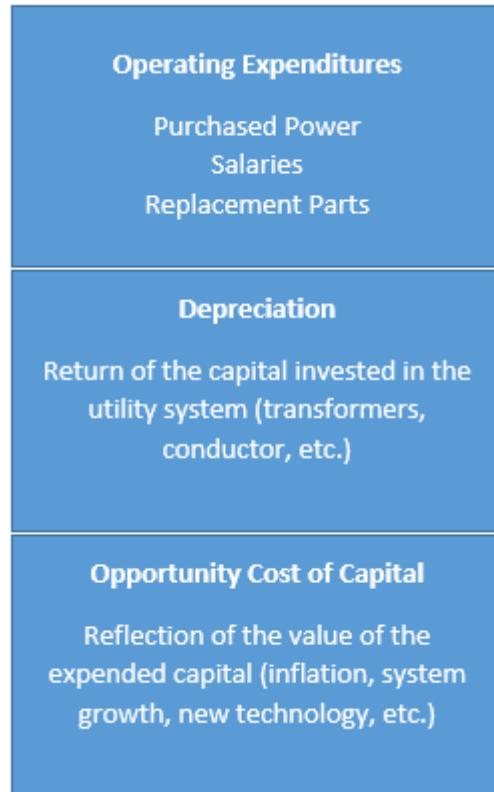 Operating Expenditures
Purchased Power
Salaries
Replacement Parts
Depreciation
Return of the capital invested in the
utility system (transformers,
conductor, etc.)
Opportunity Cost of Capital
Reflection of the value of the
expended capital (inflation, system
growth, new technology, etc.)